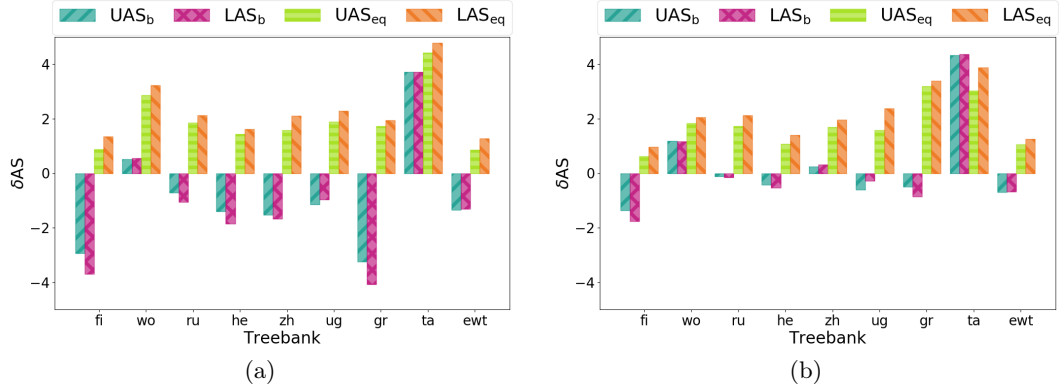 UAS_b LAS_b UAS_eq LAS_eq
δAS
4
2
0
−2
−4
fi wo ru he zh ug gr ta ewt
Treebank
(a)
UAS_b LAS_b UAS_eq LAS_eq
δAS
4
2
0
−2
−4
fi wo ru he zh ug gr ta ewt
Treebank
(b)